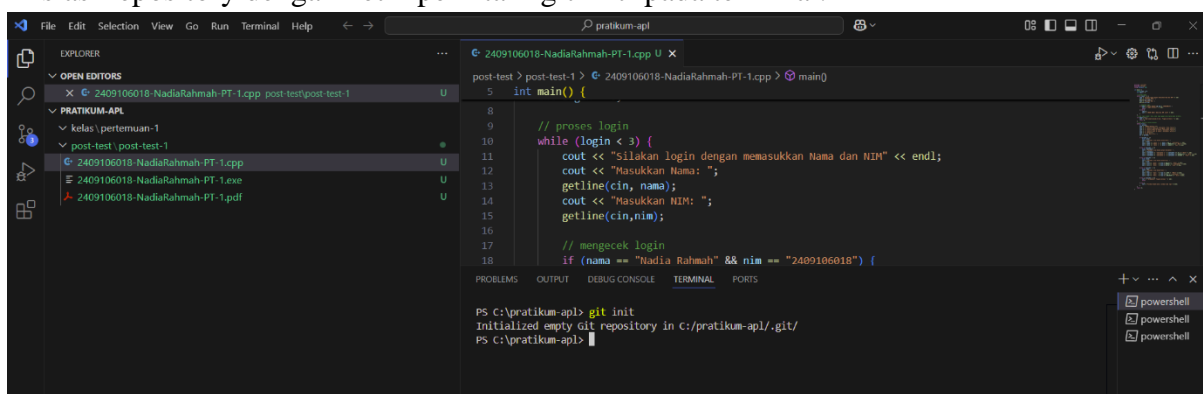 File Edit Selection View Go Run Terminal Help
pratikum-apl
EXPLORER
OPEN EDITORS
2409106018-NadiaRahmah-PT-1.cpp post-test\post-test-1 U
PRATIKUM-APL
kelas\pertemuan-1
post-test\post-test-1
2409106018-NadiaRahmah-PT-1.cpp U
2409106018-NadiaRahmah-PT-1.exe U
2409106018-NadiaRahmah-PT-1.pdf U
3
2409106018-NadiaRahmah-PT-1.cpp U
post-test > post-test-1 > 2409106018-NadiaRahmah-PT-1.cpp > main()
5 int main() {
8
9 // proses login
10 while (login < 3) {
11 cout << "Silakan login dengan memasukkan Nama dan NIM" << endl;
12 cout << "Masukkan Nama: ";
13 getline(cin, nama);
14 cout << "Masukkan NIM: ";
15 getline(cin,nim);
16
17 // mengecek login
18 if (nama == "Nadia Rahmah" && nim == "2409106018") {
PROBLEMS OUTPUT DEBUG CONSOLE TERMINAL PORTS
PS C:\pratikum-apl> git init
Initialized empty Git repository in C:/pratikum-apl/.git/
PS C:\pratikum-apl>
powershell
powershell
powershell